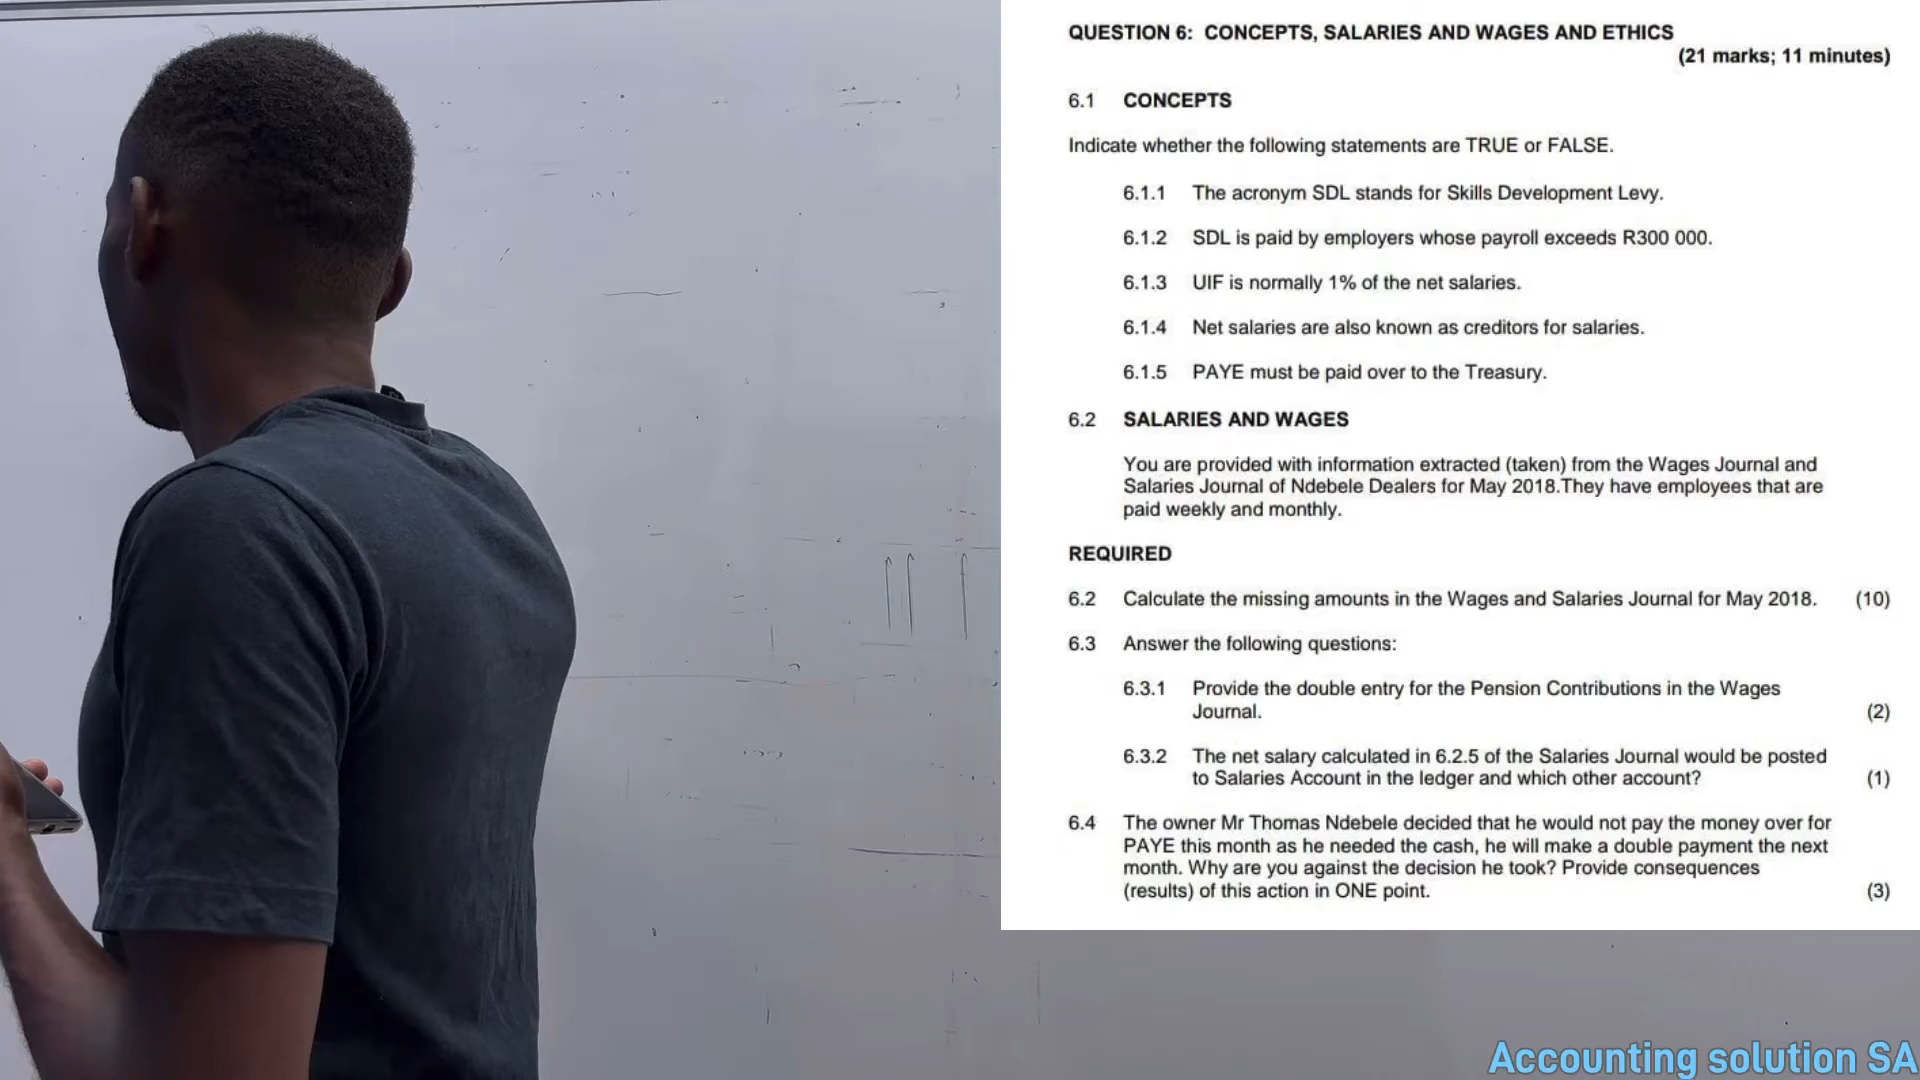 QUESTION 6: CONCEPTS, SALARIES AND WAGES AND ETHICS
(21 marks; 11 minutes)
6.1 CONCEPTS
Indicate whether the following statements are TRUE or FALSE.
6.1.1 The acronym SDL stands for Skills Development Levy.
6.1.2 SDL is paid by employers whose payroll exceeds R300 000.
6.1.3 UIF is normally 1% of the net salaries.
6.1.4 Net salaries are also known as creditors for salaries.
6.1.5 PAYE must be paid over to the Treasury.
6.2 SALARIES AND WAGES
You are provided with information extracted (taken) from the Wages Journal and
Salaries Journal of Ndebele Dealers for May 2018.They have employees that are
paid weekly and monthly.
REQUIRED
6.2 Calculate the missing amounts in the Wages and Salaries Journal for May 2018. (10)
6.3 Answer the following questions:
6.3.1 Provide the double entry for the Pension Contributions in the Wages
Journal. (2)
6.3.2 The net salary calculated in 6.2.5 of the Salaries Journal would be posted
to Salaries Account in the ledger and which other account? (1)
6.4 The owner Mr Thomas Ndebele decided that he would not pay the money over for
PAYE this month as he needed the cash, he will make a double payment the next
month. Why are you against the decision he took? Provide consequences
(results) of this action in ONE point. (3)
Accounting solution SA